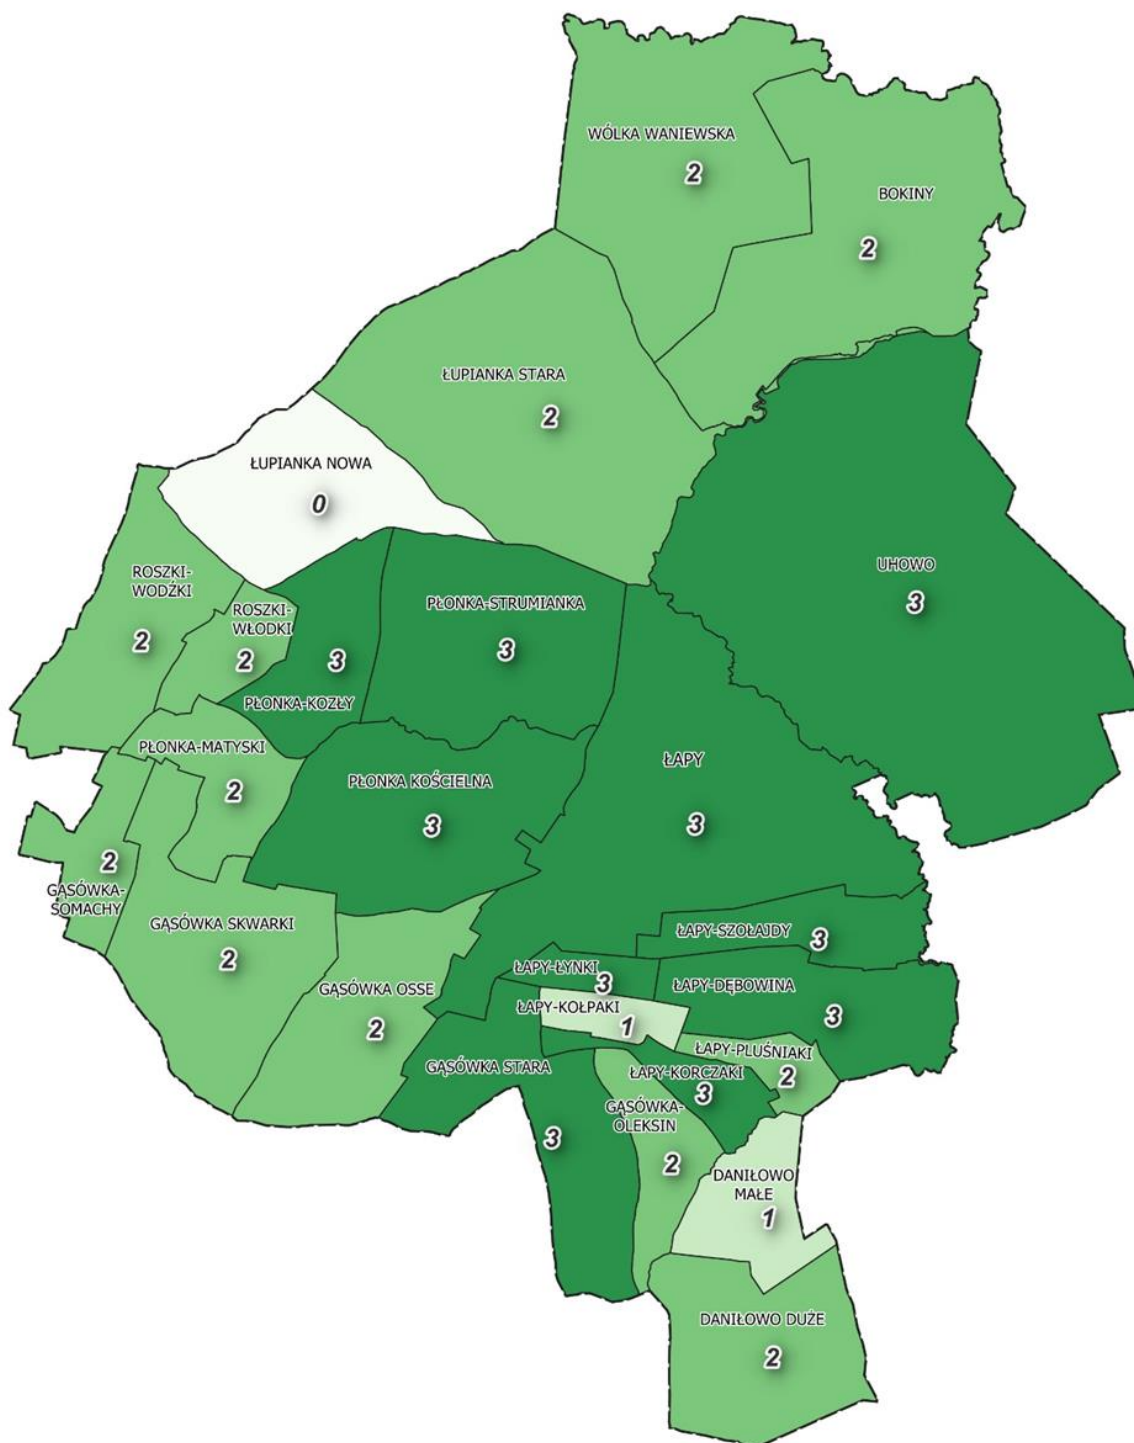 WÓLKA WANIEWSKA
2
BOKINY
2
ŁUPIANKA STARA
2
ŁUPIANKA NOWA
0
UHOWO
3
ROSZKI-
WODŹKI
2
ROSZKI-
WŁODKI
2
PŁONKA-STRUMIANKA
3
3
PŁONKA-KOZŁY
PŁONKA-MATYSKI
2
PŁONKA KOŚCIELNA
3
ŁAPY
3
2
GĄSÓWKA-
SOMACHY
GĄSÓWKA SKWARKI
2
GĄSÓWKA OSSE
2
ŁAPY-SZOŁAJDY
3
ŁAPY-ŁYNKI
3
ŁAPY-DĘBOWINA
3
ŁAPY-KOŁPAKI
1
ŁAPY-PLUŚNIAKI
2
GĄSÓWKA STARA
3
ŁAPY-KORCZAKI
3
GĄSÓWKA-
OLEKSIN
2
DANIŁOWO
MAŁE
1
DANIŁOWO DUŻE
2